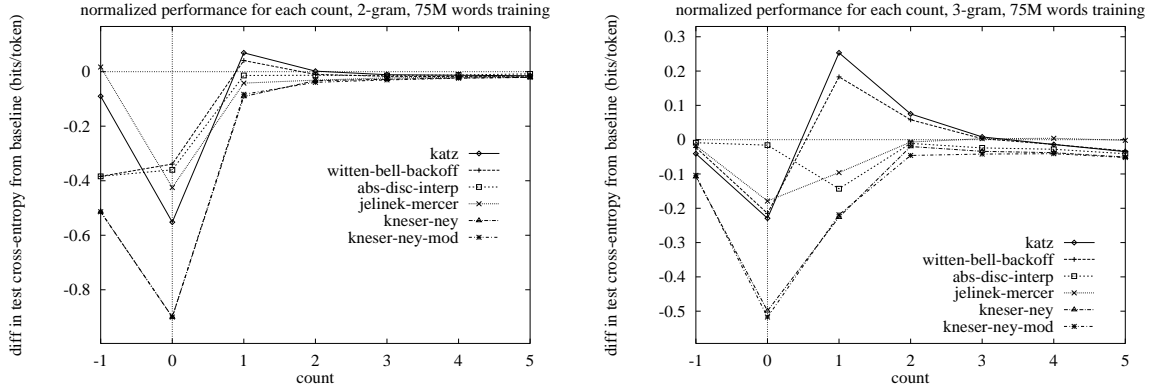 normalized performance for each count, 2-gram, 75M words training
diff in test cross-entropy from baseline (bits/token)
0
-0.2
-0.4
-0.6
-0.8
katz
witten-bell-backoff
abs-disc-interp
jelinek-mercer
kneser-ney
kneser-ney-mod
-1 0 1 2 3 4 5
count
normalized performance for each count, 3-gram, 75M words training
diff in test cross-entropy from baseline (bits/token)
0.3
0.2
0.1
0
-0.1
-0.2
-0.3
-0.4
-0.5
katz
witten-bell-backoff
abs-disc-interp
jelinek-mercer
kneser-ney
kneser-ney-mod
-1 0 1 2 3 4 5
count